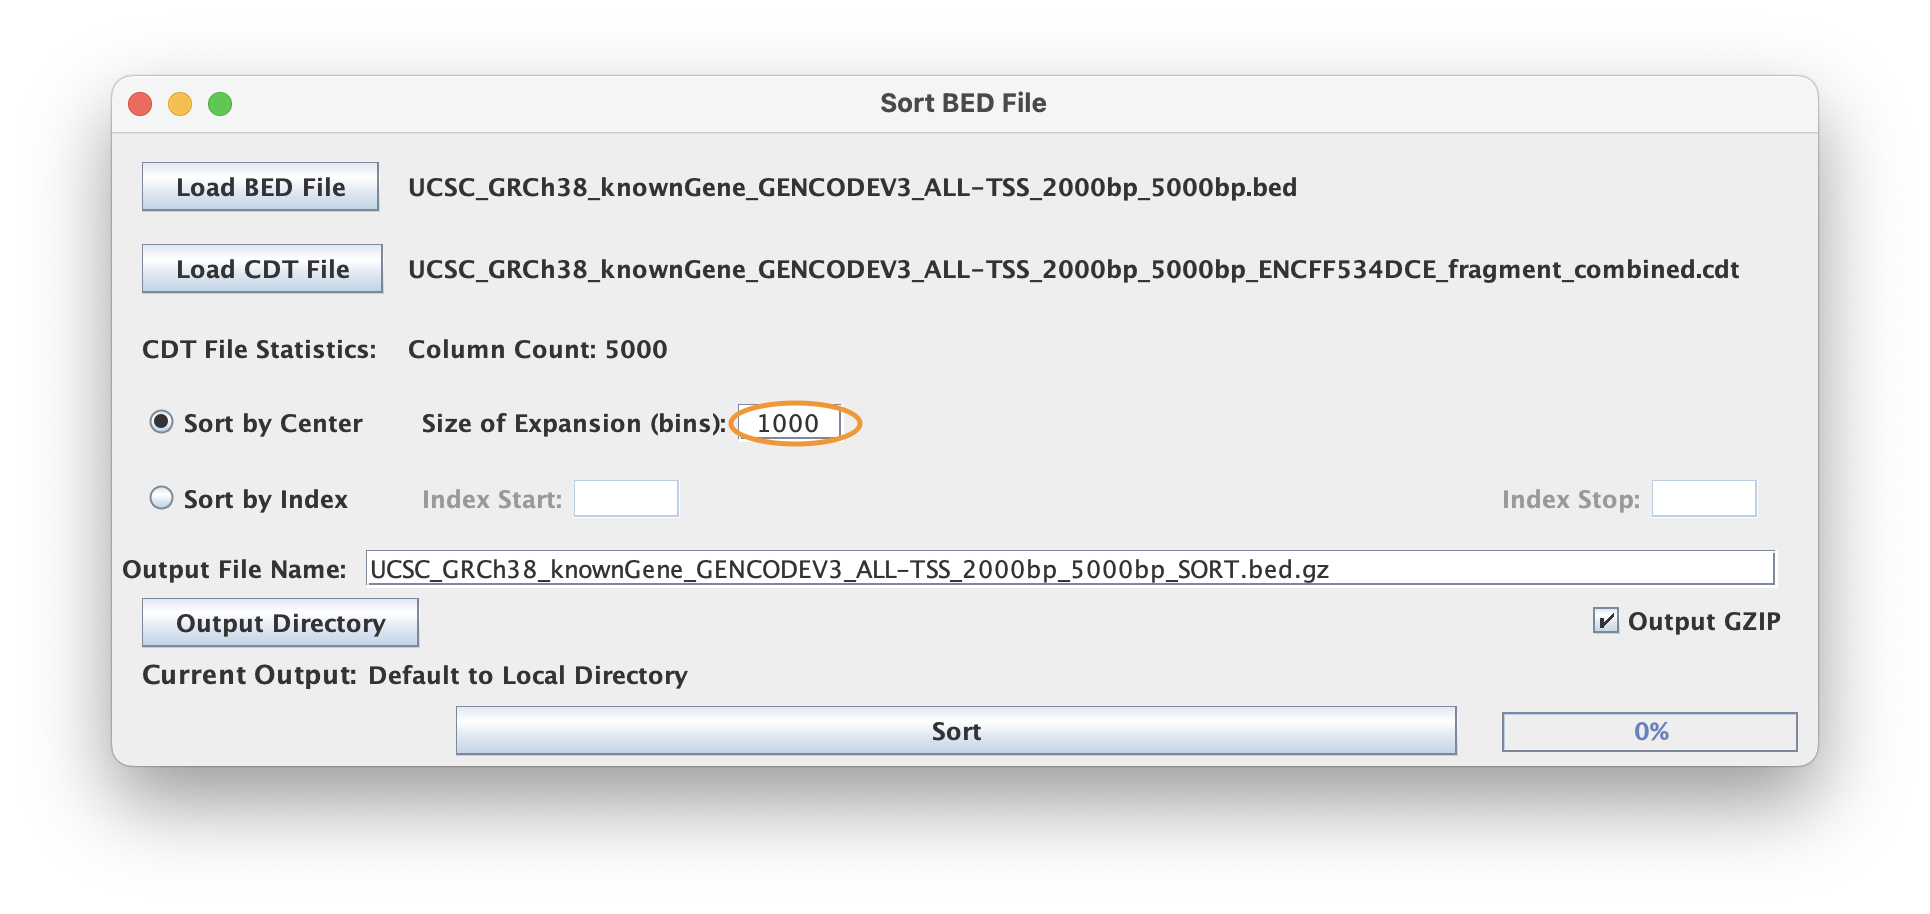 Sort BED File
Load BED File UCSC_GRCh38_knownGene_GENCODEV3_ALL-TSS_2000bp_5000bp.bed
Load CDT File UCSC_GRCh38_knownGene_GENCODEV3_ALL-TSS_2000bp_5000bp_ENCFF534DCE_fragment_combined.cdt
CDT File Statistics: Column Count: 5000
Sort by Center Size of Expansion (bins): 1000
Sort by Index Index Start: Index Stop:
Output File Name: UCSC_GRCh38_knownGene_GENCODEV3_ALL-TSS_2000bp_5000bp_SORT.bed.gz
Output Directory Output GZIP
Current Output: Default to Local Directory
Sort 0%